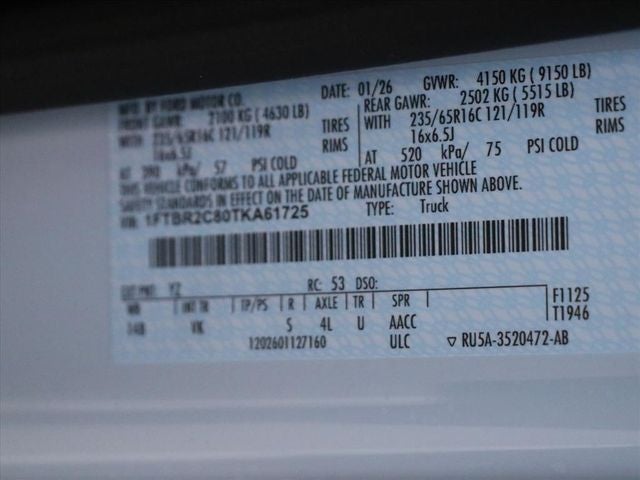 MFD. BY FORD MOTOR CO.
DATE: 01/26 GVWR: 4150 KG ( 9150 LB)
FRONT GAWR: 2100 KG ( 4630 LB) REAR GAWR: 2502 KG ( 5515 LB)
WITH 235/65R16C 121/119R TIRES WITH 235/65R16C 121/119R TIRES
16x6.5J RIMS 16x6.5J RIMS
AT 390 kPa/ 57 PSI COLD AT 520 kPa/ 75 PSI COLD
THIS VEHICLE CONFORMS TO ALL APPLICABLE FEDERAL MOTOR VEHICLE
SAFETY STANDARDS IN EFFECT ON THE DATE OF MANUFACTURE SHOWN ABOVE.
VIN: 1FTBR2C80TKA61725 TYPE: Truck
EXT PNT: YZ RC: 53 DSO:
WB INT TR TP/PS R AXLE TR SPR F1125
148 VK S 4L U AACC T1946
1202601127160 ULC RU5A-3520472-AB